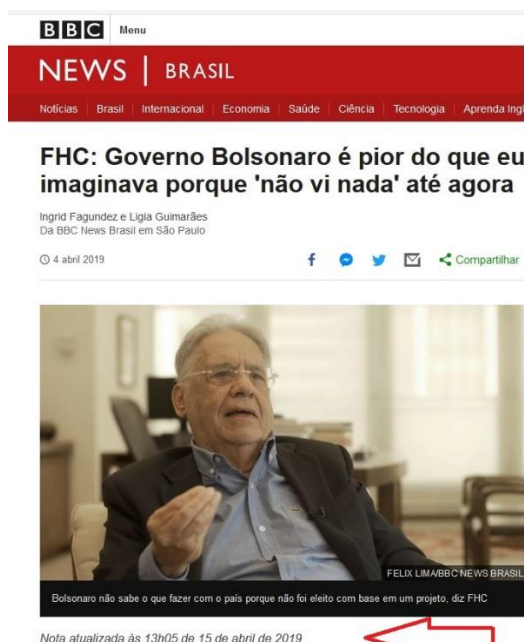 BBC Menu
NEWS | BRASIL
Notícias Brasil Internacional Economia Saúde Ciência Tecnologia Aprenda
FHC: Governo Bolsonaro é pior do que eu
imaginava porque 'não vi nada' até agora
Ingrid Fagundez e Ligia Guimarães
Da BBC News Brasil em São Paulo
4 abril 2019
Compartilhar
FELIX LIMA/BBC NEWS BRASIL
Bolsonaro não sabe o que fazer com o país porque não foi eleito com base em um projeto, diz FHC
Nota atualizada às 13h05 de 15 de abril de 2019